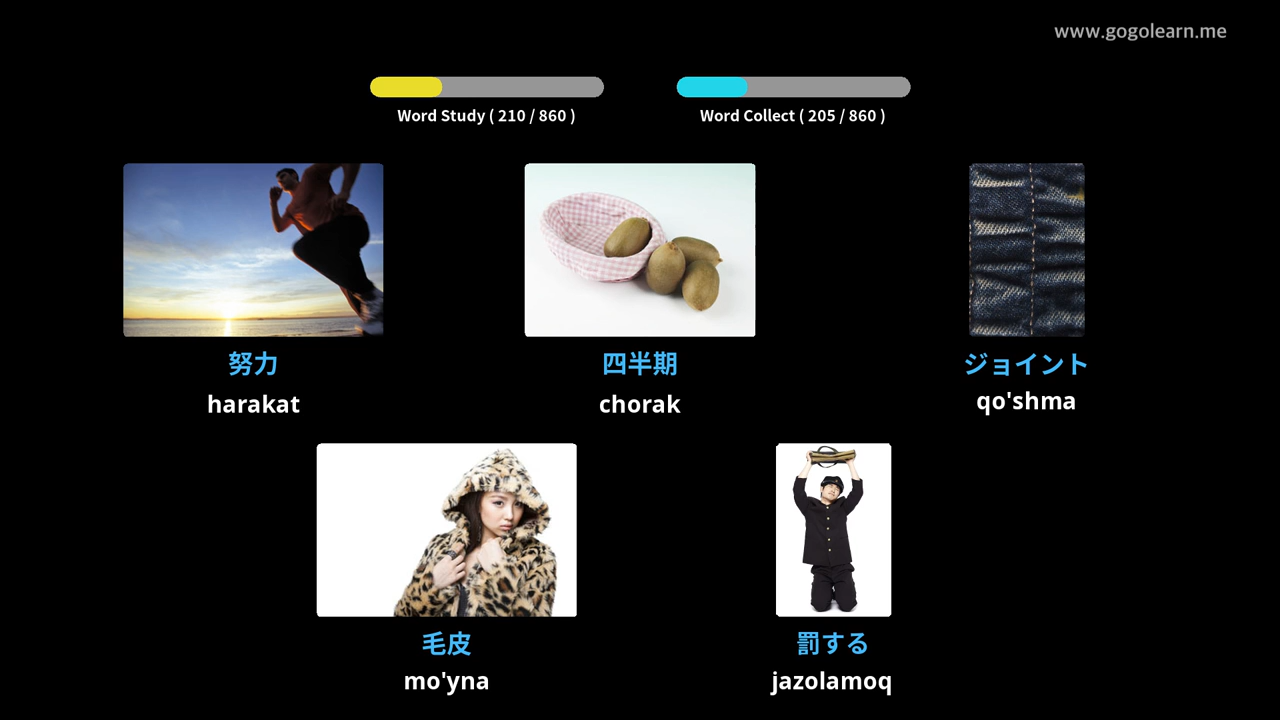 www.gogolearn.me
Word Study ( 210 / 860 )
Word Collect ( 205 / 860 )
努力
四半期
ジョイント
harakat
chorak
qo'shma
毛皮
罰する
mo'yna
jazolamoq